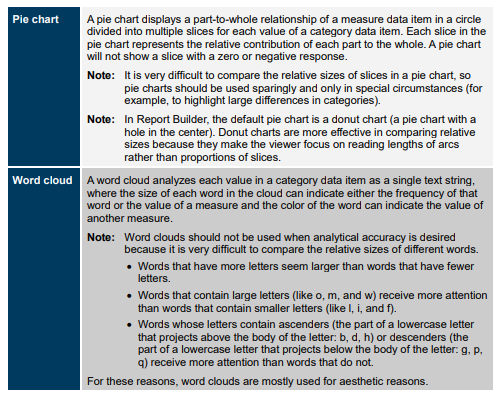 Pie chart
A pie chart displays a part-to-whole relationship of a measure data item in a circle
divided into multiple slices for each value of a category data item. Each slice in the
pie chart represents the relative contribution of each part to the whole. A pie chart
will not show a slice with a zero or negative response.
Note: It is very difficult to compare the relative sizes of slices in a pie chart, so
pie charts should be used sparingly and only in special circumstances (for
example, to highlight large differences in categories).
Note: In Report Builder, the default pie chart is a donut chart (a pie chart with a
hole in the center). Donut charts are more effective in comparing relative
sizes because they make the viewer focus on reading lengths of arcs
rather than proportions of slices.
Word cloud
A word cloud analyzes each value in a category data item as a single text string,
where the size of each word in the cloud can indicate either the frequency of that
word or the value of a measure and the color of the word can indicate the value of
another measure.
Note: Word clouds should not be used when analytical accuracy is desired
because it is very difficult to compare the relative sizes of different words.
• Words that have more letters seem larger than words that have fewer
letters.
• Words that contain large letters (like o, m, and w) receive more attention
than words that contain smaller letters (like l, i, and f).
• Words whose letters contain ascenders (the part of a lowercase letter
that projects above the body of the letter: b, d, h) or descenders (the
part of a lowercase letter that projects below the body of the letter: g, p,
q) receive more attention than words that do not.
For these reasons, word clouds are mostly used for aesthetic reasons.